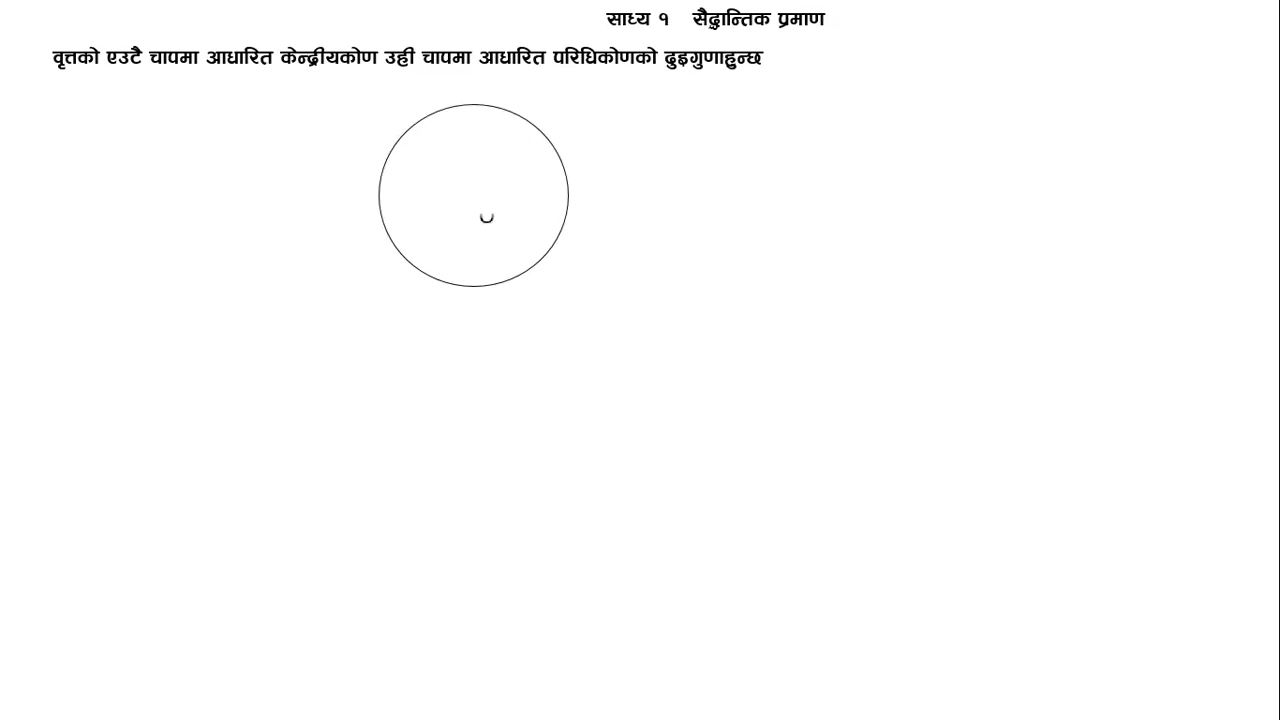 साध्य १ सैद्धान्तिक प्रमाण
वृत्तको एउटै चापमा आधारित केन्द्रीयकोण उही चापमा आधारित परिधिकोणको दुइगुणाहुन्छ